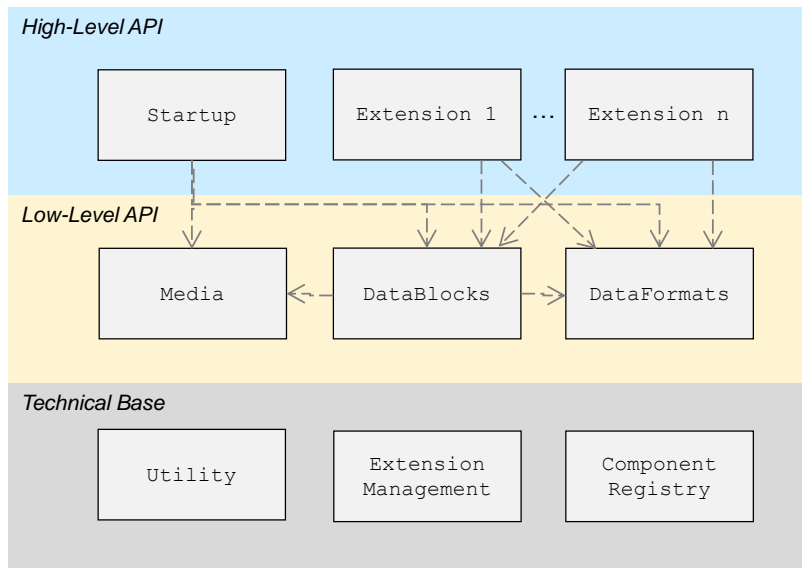 High-Level API
Startup
Extension 1
...
Extension n
Low-Level API
Media
DataBlocks
DataFormats
Technical Base
Utility
Extension
Management
Component
Registry